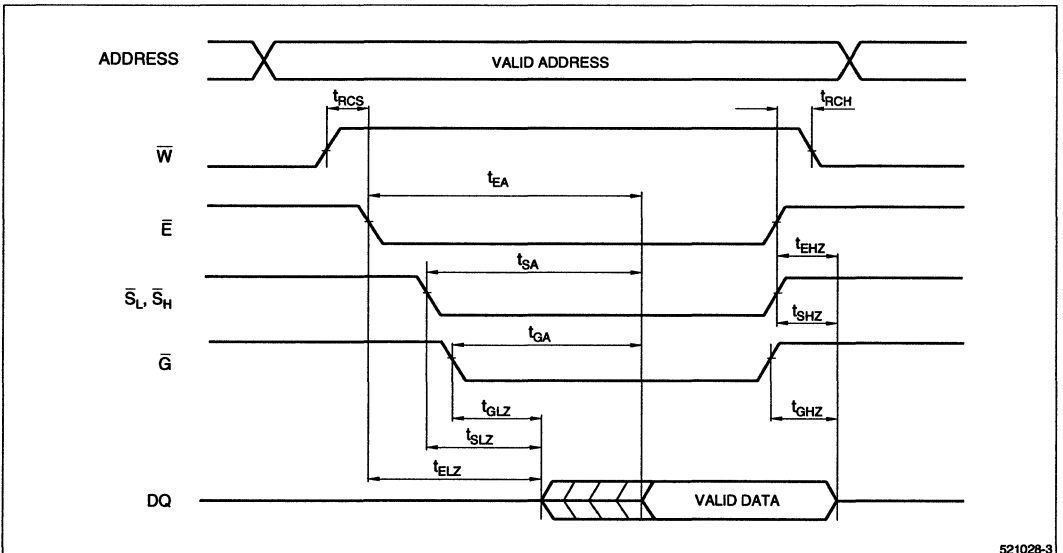 ADDRESS
VALID ADDRESS
tRCS
tRCH
W̅
tEA
E̅
tEHZ
tSA
S̅L, S̅H
tSHZ
tGA
G̅
tGLZ
tGHZ
tSLZ
tELZ
DQ
VALID DATA
521028-3